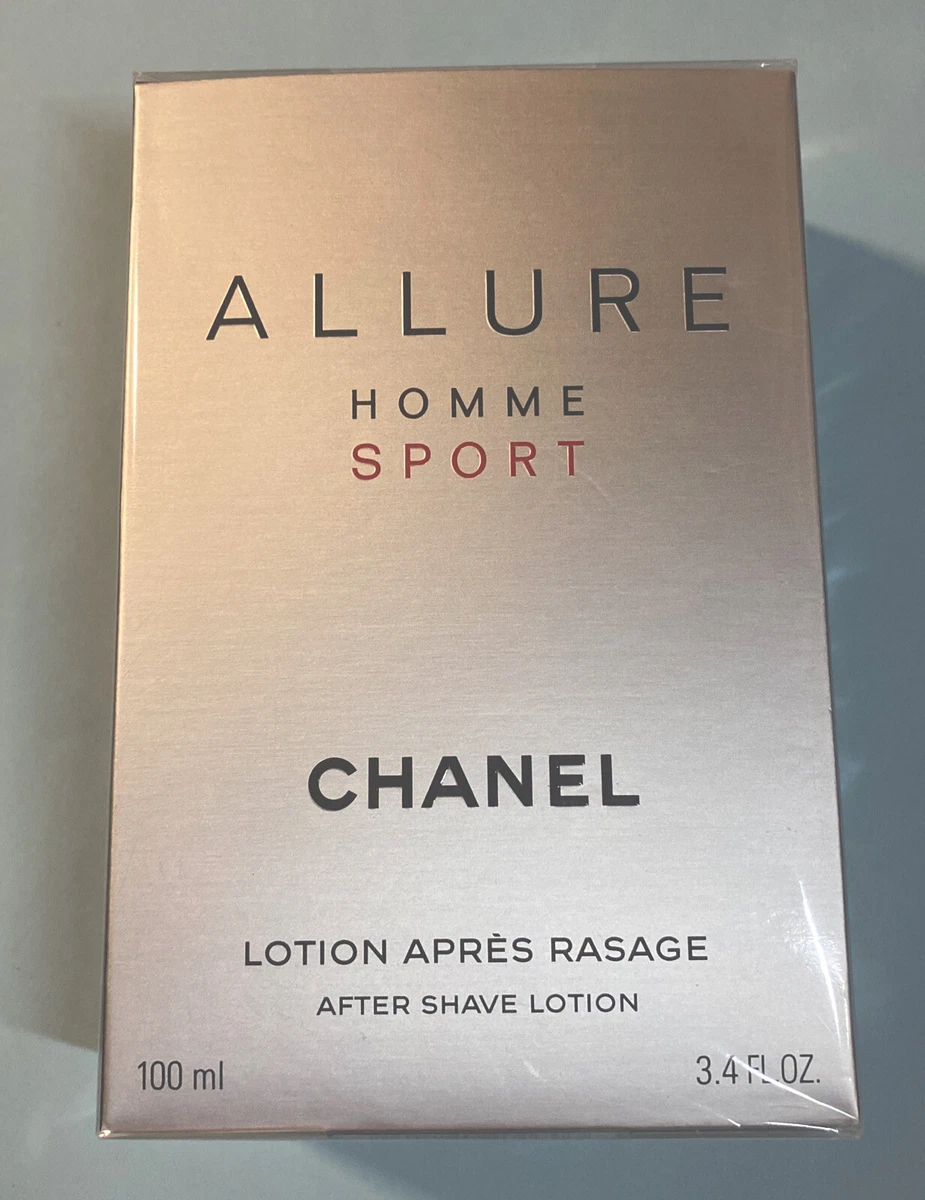 ALLURE
HOMME
SPORT
CHANEL
LOTION APRÈS RASAGE
AFTER SHAVE LOTION
100 ml 3.4 FL.OZ.